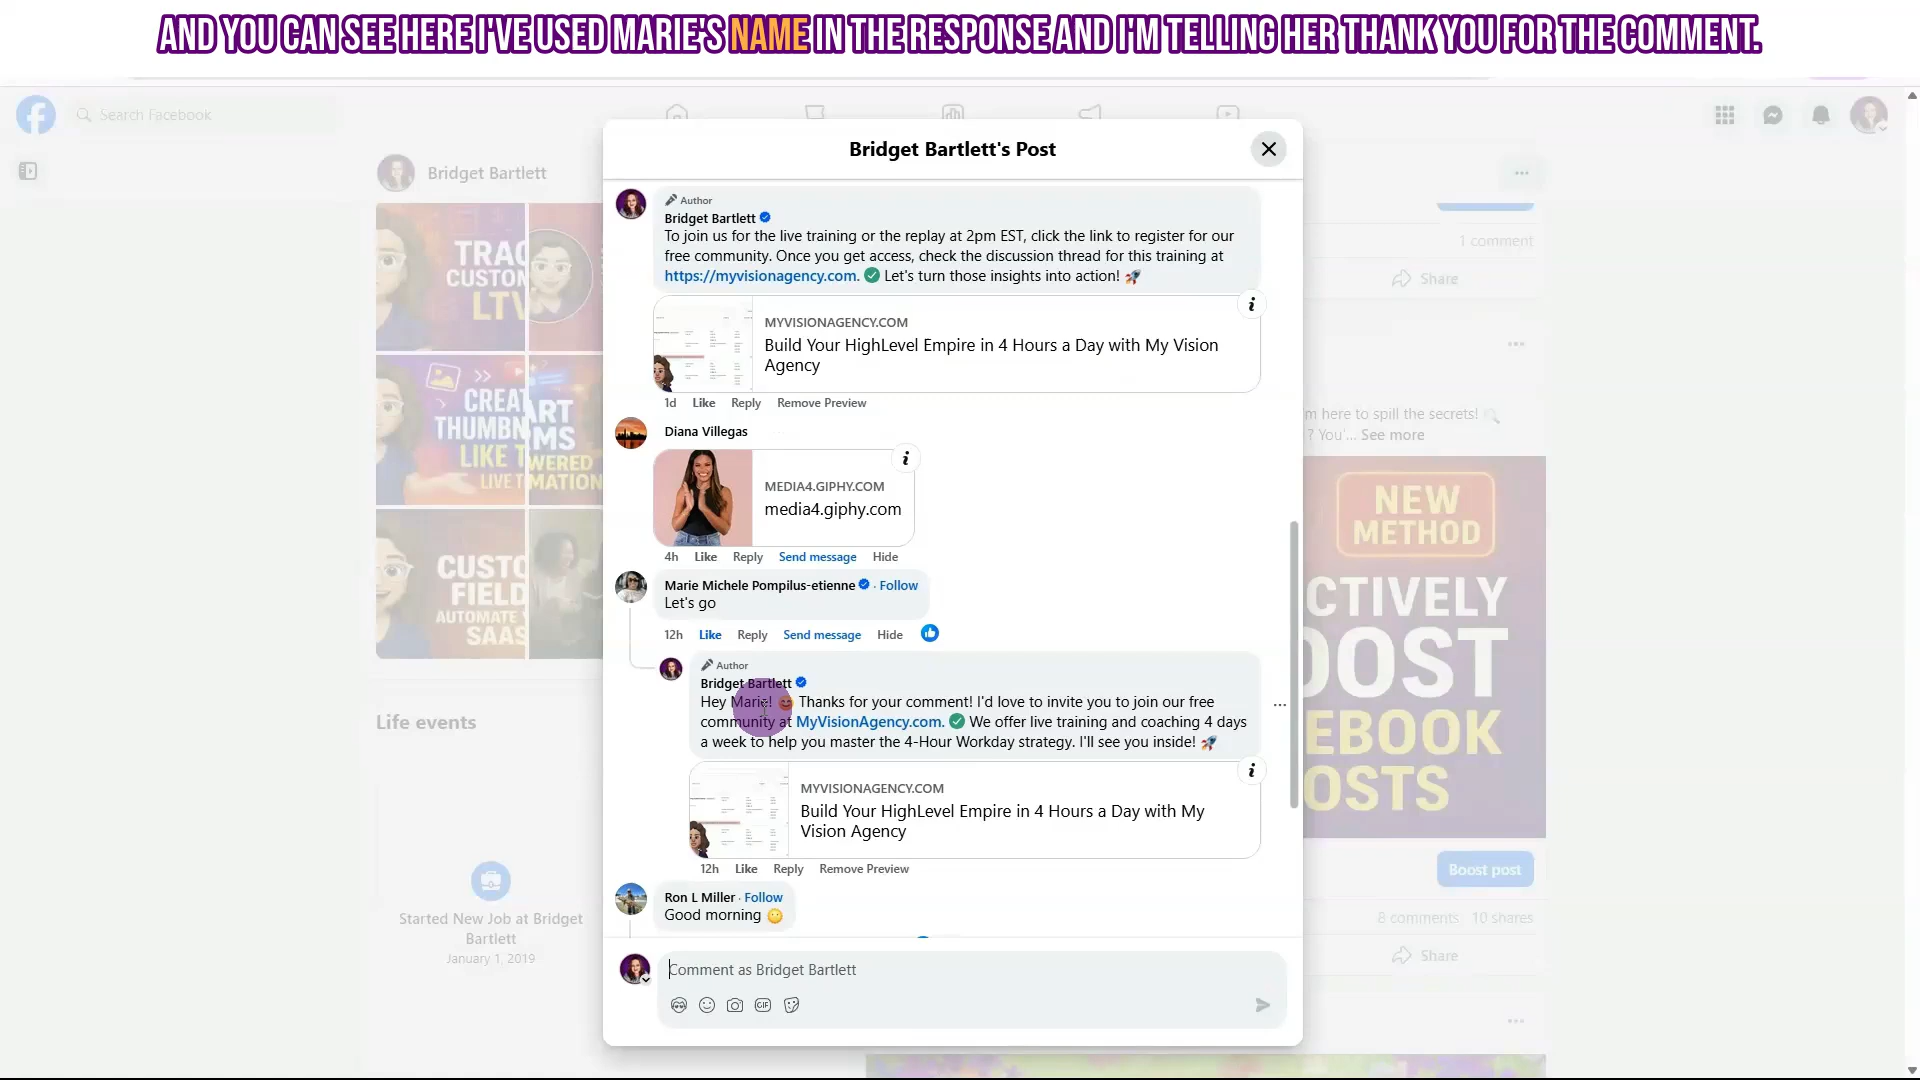 AND YOU CAN SEE HERE I'VE USED MARIE'S NAME IN THE RESPONSE AND I'M TELLING HER THANK YOU FOR THE COMMENT.
Search Facebook
Bridget Bartlett's Post
Bridget Bartlett
Author
Bridget Bartlett
To join us for the live training or the replay at 2pm EST, click the link to register for our
free community. Once you get access, check the discussion thread for this training at
https://myvisionagency.com. ✅ Let's turn those insights into action! 🚀
MYVISIONAGENCY.COM
Build Your HighLevel Empire in 4 Hours a Day with My Vision
Agency
1d Like Reply Remove Preview
Diana Villegas
MEDIA4.GIPHY.COM
media4.giphy.com
4h Like Reply Send message Hide
Marie Michele Pompilus-etienne · Follow
Let's go
12h Like Reply Send message Hide
Author
Bridget Bartlett
Hey Marie! 😊 Thanks for your comment! I'd love to invite you to join our free
community at MyVisionAgency.com. ✅ We offer live training and coaching 4 days
a week to help you master the 4-Hour Workday strategy. I'll see you inside! 🚀
MYVISIONAGENCY.COM
Build Your HighLevel Empire in 4 Hours a Day with My
Vision Agency
12h Like Reply Remove Preview
Ron L Miller · Follow
Good morning
Comment as Bridget Bartlett
GIF
CUSTOM
LTV
THUMBN
LIKE T
LIVE T
WERED
FIELD
AUTOMATE
SAAS
Life events
Started New Job at Bridget
Bartlett
January 1, 2019
1 comment
Share
m here to spill the secrets! 🔍
? You'... See more
NEW
METHOD
CTIVELY
OOST
EBOOK
OSTS
Boost post
8 comments 10 shares
Share